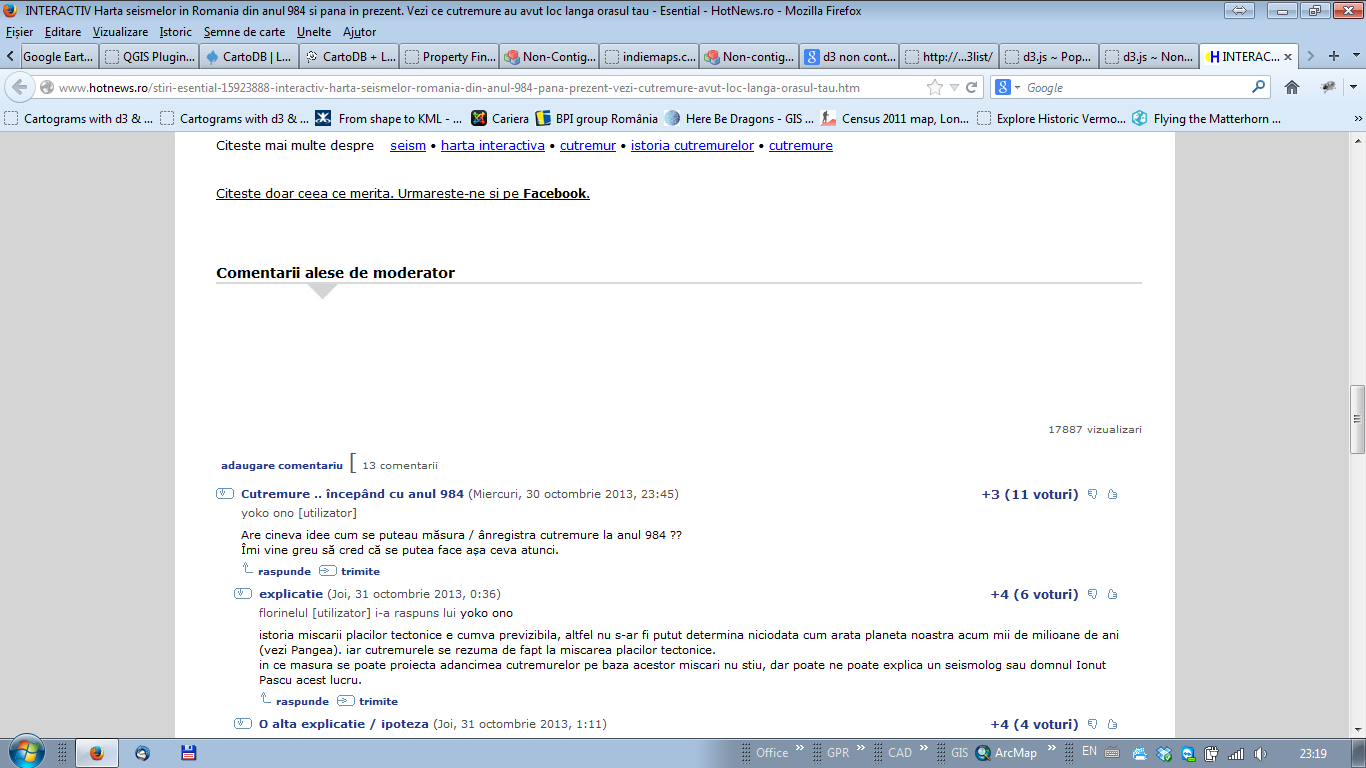 INTERACTIV Harta seismelor in Romania din anul 984 si pana in prezent. Vezi ce cutremure au avut loc langa orasul tau - Esential - HotNews.ro - Mozilla Firefox
Fișier Editare Vizualizare Istoric Semne de carte Unelte Ajutor
Google Eart... QGIS Plugin... CartoDB | L... CartoDB + L... Property Fin... Non-Contig... indiemaps.c... Non-contig... d3 non cont... http://...3list/ d3.js ~ Pop... d3.js ~ Non... INTERAC...
www.hotnews.ro/stiri-esential-15923888-interactiv-harta-seismelor-romania-din-anul-984-pana-prezent-vezi-cutremure-avut-loc-langa-orasul-tau.htm Google
Cartograms with d3 & ... Cartograms with d3 & ... From shape to KML - ... Cariera BPI group România Here Be Dragons - GIS ... Census 2011 map, Lon... Explore Historic Vermo... Flying the Matterhorn ... »
Citeste mai multe despre seism • harta interactiva • cutremur • istoria cutremurelor • cutremure
Citeste doar ceea ce merita. Urmareste-ne si pe Facebook.
Comentarii alese de moderator
17887 vizualizari
adaugare comentariu [ 13 comentarii
Cutremure .. începând cu anul 984 (Miercuri, 30 octombrie 2013, 23:45) +3 (11 voturi)
yoko ono [utilizator]
Are cineva idee cum se puteau măsura / ânregistra cutremure la anul 984 ??
Îmi vine greu să cred că se putea face așa ceva atunci.
raspunde trimite
explicatie (Joi, 31 octombrie 2013, 0:36) +4 (6 voturi)
florinelul [utilizator] i-a raspuns lui yoko ono
istoria miscarii placilor tectonice e cumva previzibila, altfel nu s-ar fi putut determina niciodata cum arata planeta noastra acum mii de milioane de ani
(vezi Pangea). iar cutremurele se rezuma de fapt la miscarea placilor tectonice.
in ce masura se poate proiecta adancimea cutremurelor pe baza acestor miscari nu stiu, dar poate ne poate explica un seismolog sau domnul Ionut
Pascu acest lucru.
raspunde trimite
O alta explicatie / ipoteza (Joi, 31 octombrie 2013, 1:11) +4 (4 voturi)
Office » GPR » CAD » GIS ArcMap » EN 23:19